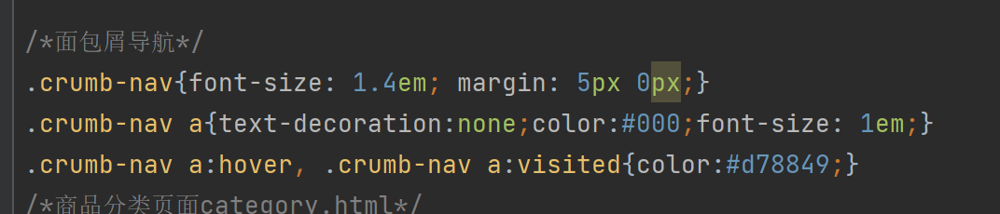 /*面包屑导航*/
.crumb-nav{font-size: 1.4em; margin: 5px 0px;}
.crumb-nav a{text-decoration:none;color:#000;font-size: 1em;}
.crumb-nav a:hover, .crumb-nav a:visited{color:#d78849;}
/*商品分类页面category.html*/